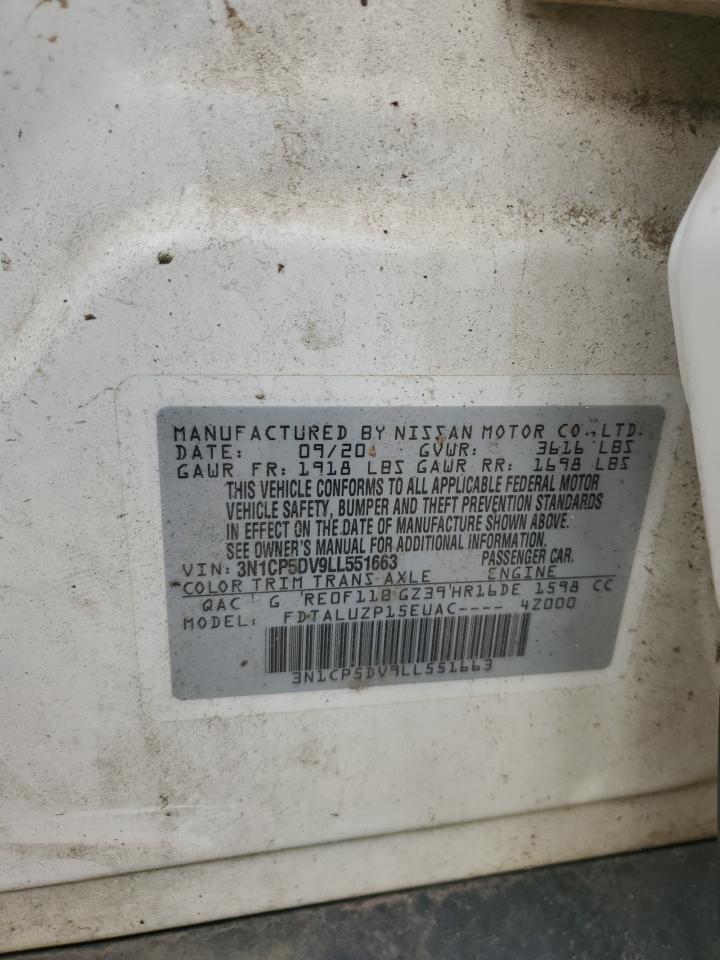 MANUFACTURED BY NISSAN MOTOR CO., LTD.
DATE: 09/20 GVWR: 3616 LBS
GAWR FR: 1918 LBS GAWR RR: 1698 LBS
THIS VEHICLE CONFORMS TO ALL APPLICABLE FEDERAL MOTOR
VEHICLE SAFETY, BUMPER AND THEFT PREVENTION STANDARDS
IN EFFECT ON THE DATE OF MANUFACTURE SHOWN ABOVE.
SEE OWNER'S MANUAL FOR ADDITIONAL INFORMATION.
VIN: 3N1CP5DV9LL551663 PASSENGER CAR.
COLOR TRIM TRANS AXLE ENGINE
QAC G RE0F11B GZ39 HR16DE 1598 CC
MODEL: FDTALUZP15EUAC---- 4Z000
3N1CP5DV9LL551663